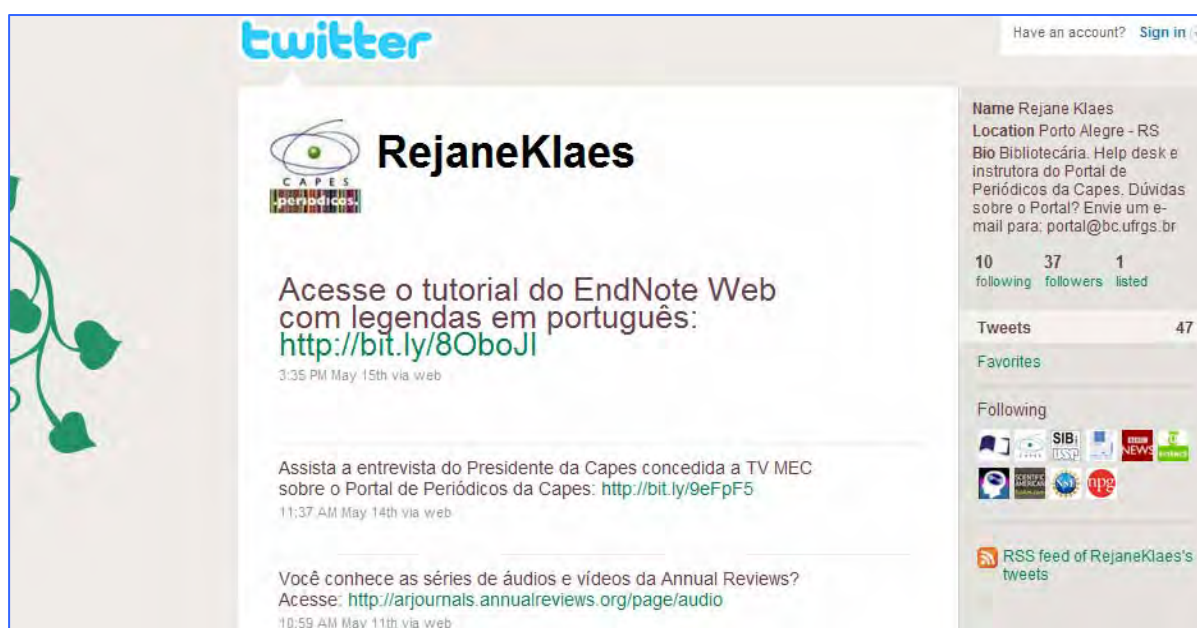 twitter
Have an account? Sign in
CAPES
.periodicos.
RejaneKlaes
Acesse o tutorial do EndNote Web
com legendas em português:
http://bit.ly/8OboJI
3:35 PM May 15th via web
Assista a entrevista do Presidente da Capes concedida a TV MEC
sobre o Portal de Periódicos da Capes: http://bit.ly/9eFpF5
11:37 AM May 14th via web
Você conhece as séries de áudios e vídeos da Annual Reviews?
Acesse: http://arjournals.annualreviews.org/page/audio
10:59 AM May 11th via web
Name Rejane Klaes
Location Porto Alegre - RS
Bio Bibliotecária. Help desk e
instrutora do Portal de
Periódicos da Capes. Dúvidas
sobre o Portal? Envie um e-
mail para: portal@bc.ufrgs.br
10 37 1
following followers listed
Tweets 47
Favorites
Following
SIBi
USP
NEWS
SCIENTIFIC
AMERICAN
NSF
npg
RSS feed of RejaneKlaes's
tweets